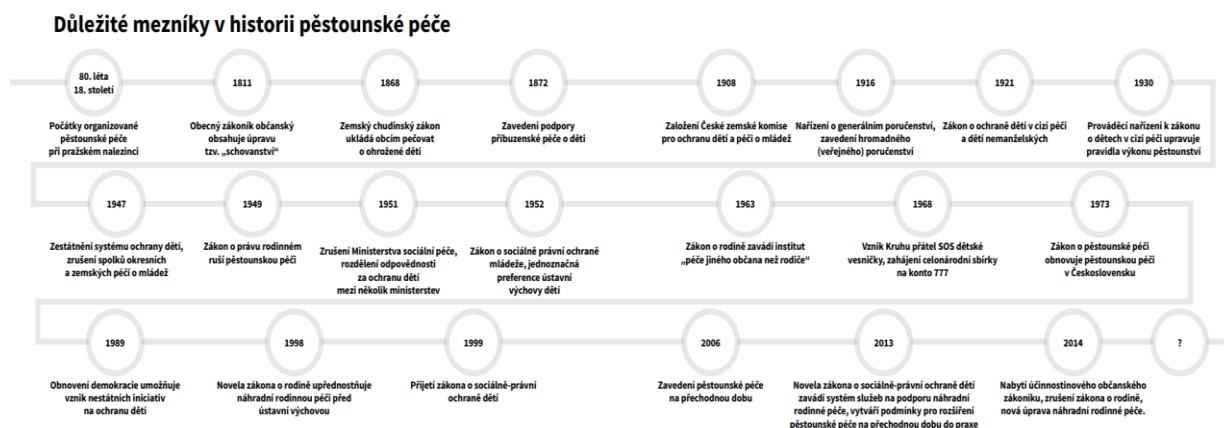 Důležité mezníky v historii pěstounské péče
80. léta
18. století
Počátky organizované
pěstounské péče
při pražském nalezinci
1811
Obecný zákoník občanský
obsahuje úpravu
tzv. „schovanství“
1868
Zemský chudinský zákon
ukládá obcím pečovat
o ohrožené děti
1872
Zavedení podpory
příbuzenské péče o děti
1908
Založení České zemské komise
pro ochranu dětí a péči o mládež
1916
Nařízení o generálním poručenství,
zavedení hromadného
(veřejného) poručenství
1921
Zákon o ochraně dětí v cizí péči
a dětí nemanželských
1930
Prováděcí nařízení k zákonu
o dětech v cizí péči upravuje
pravidla výkonu pěstounství
1947
Zestátnění systému ochrany dětí,
zrušení spolků okresních
a zemských péčí o mládež
1949
Zákon o právu rodinném
ruší pěstounskou péči
1951
Zrušení Ministerstva sociální péče,
rozdělení odpovědnosti
za ochranu dětí
mezi několik ministerstev
1952
Zákon o sociálně právní ochraně
mládeže, jednoznačná
preference ústavní
výchovy dětí
1963
Zákon o rodině zavádí institut
„péče jiného občana než rodiče“
1968
Vznik Kruhu přátel SOS dětské
vesničky, zahájení celonárodní sbírky
na konto 777
1973
Zákon o pěstounské péči
obnovuje pěstounskou péči
v Československu
1989
Obnovení demokracie umožňuje
vznik nestátních iniciativ
na ochranu dětí
1998
Novela zákona o rodině upřednostňuje
náhradní rodinnou péči před
ústavní výchovou
1999
Přijetí zákona o sociálně-právní
ochraně dětí
2006
Zavedení pěstounské péče
na přechodnou dobu
2013
Novela zákona o sociálně-právní ochraně dětí
zavádí systém služeb na podporu náhradní
rodinné péče, vytváří podmínky pro rozšíření
pěstounské péče na přechodnou dobu do praxe
2014
Nabytí účinnostinového občanského
zákoníku, zrušení zákona o rodině,
nová úprava náhradní rodinné péče.
?